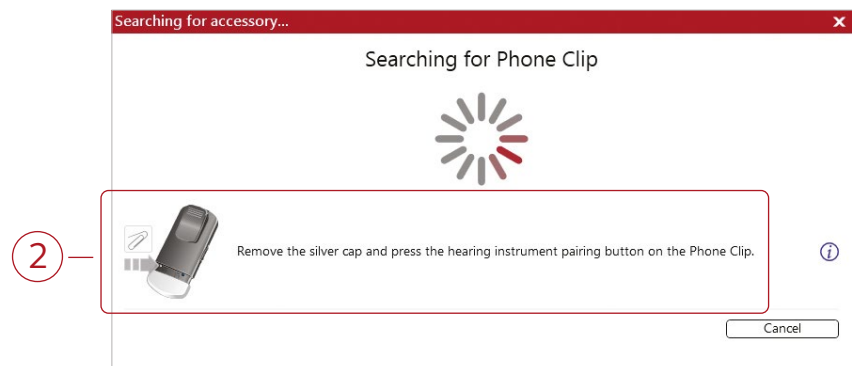 Searching for accessory...
Searching for Phone Clip
2
Remove the silver cap and press the hearing instrument pairing button on the Phone Clip.
Cancel